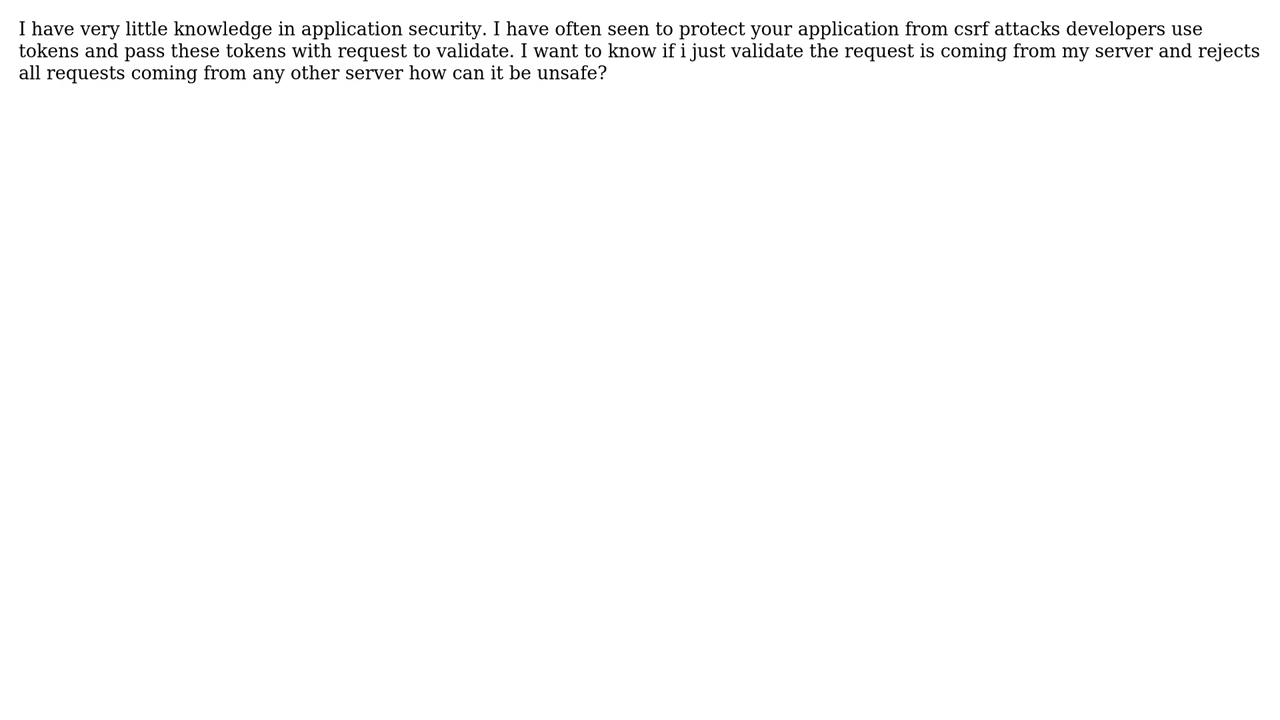 I have very little knowledge in application security. I have often seen to protect your application from csrf attacks developers use
tokens and pass these tokens with request to validate. I want to know if i just validate the request is coming from my server and rejects
all requests coming from any other server how can it be unsafe?